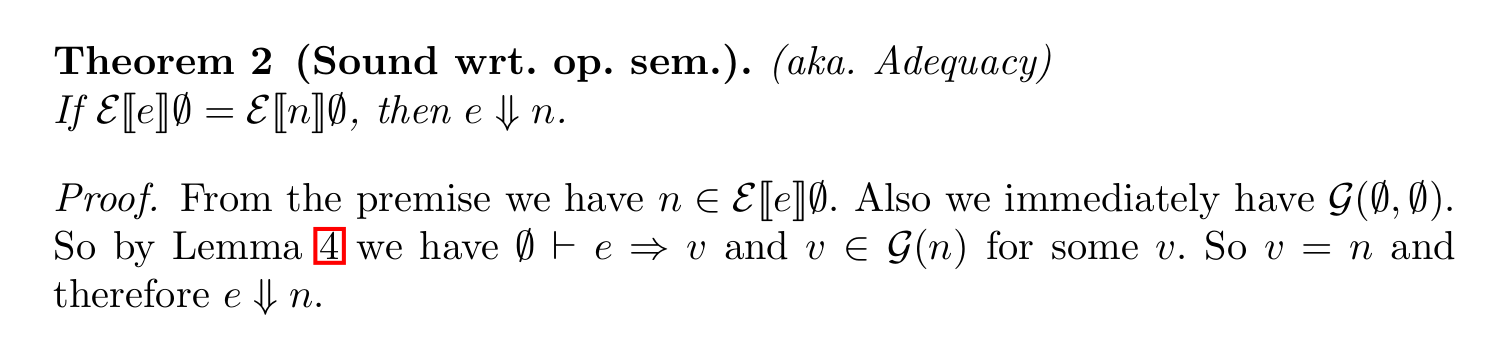 Theorem 2 (Sound wrt. op. sem.). (aka. Adequacy)
If ℰ⟦e⟧∅ = ℰ⟦n⟧∅, then e ⇓ n.
Proof. From the premise we have n ∈ ℰ⟦e⟧∅. Also we immediately have 𝒢(∅, ∅).
So by Lemma 4 we have ∅ ⊢ e ⇒ v and v ∈ 𝒢(n) for some v. So v = n and
therefore e ⇓ n.